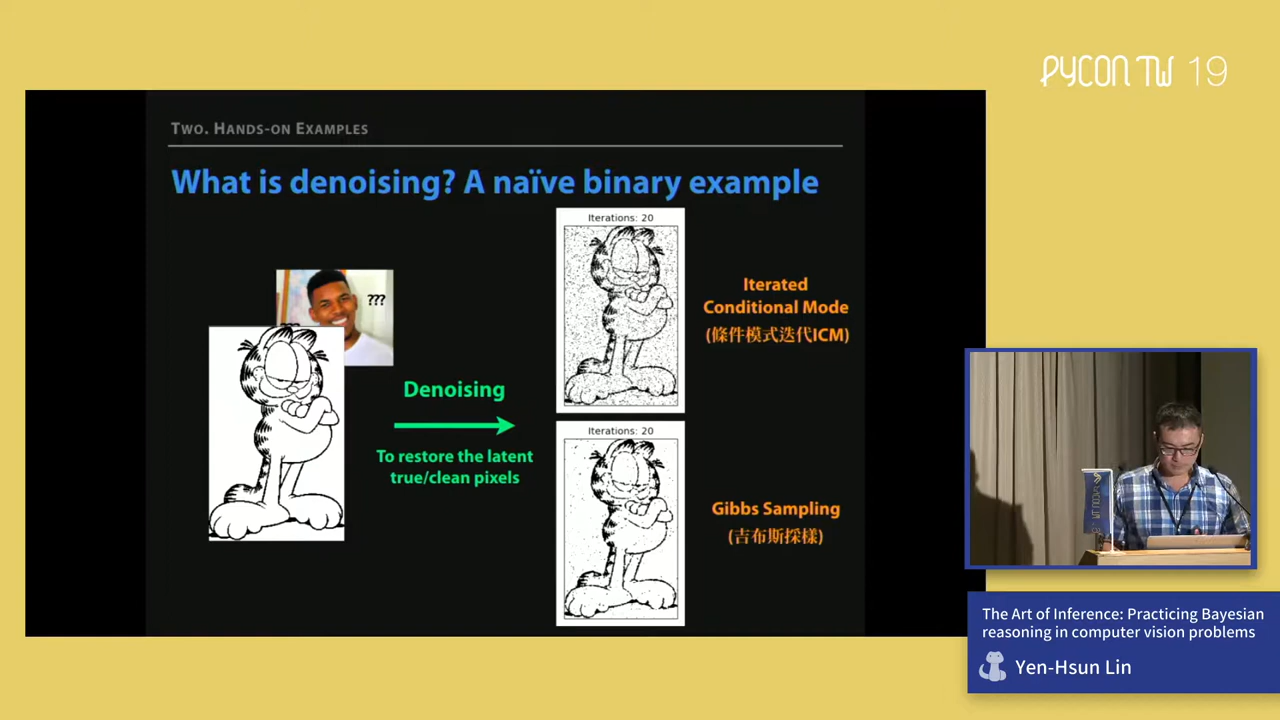 PYCON TW 19
TWO. HANDS-ON EXAMPLES
What is denoising? A naïve binary example
Iterations: 20
???
Iterated
Conditional Mode
(條件模式迭代ICM)
Denoising
To restore the latent
true/clean pixels
Iterations: 20
Gibbs Sampling
(吉布斯採樣)
The Art of Inference: Practicing Bayesian
reasoning in computer vision problems
Yen-Hsun Lin